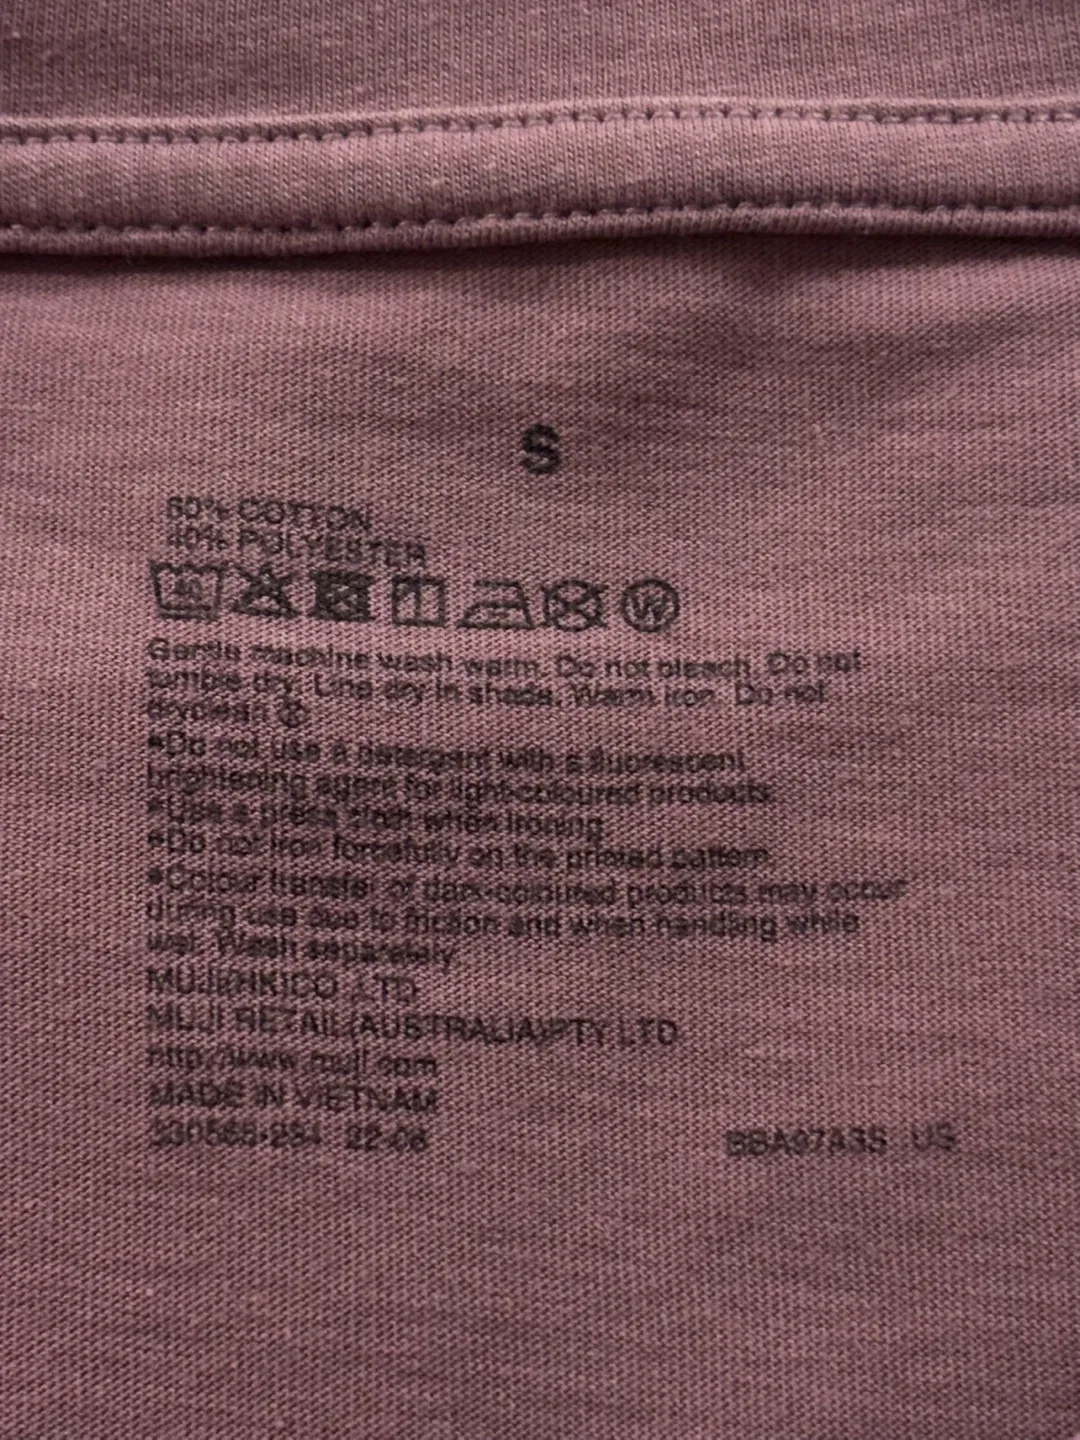 S
60% COTTON
40% POLYESTER
40
W
Gentle machine wash warm. Do not bleach. Do not
tumble dry. Line dry in shade. Warm iron. Do not
dryclean
*Do not use a detergent with a fluorescent
brightening agent for light-coloured products.
*Use a press cloth when ironing.
*Do not iron forcefully on the printed pattern.
*Colour transfer of dark-coloured products may occur
during use due to friction and when handling while
wet. Wash separately.
MUJI(HK)CO.,LTD
MUJI RETAIL(AUSTRALIA)PTY LTD
http://www.muji.com
MADE IN VIETNAM
22-08
US